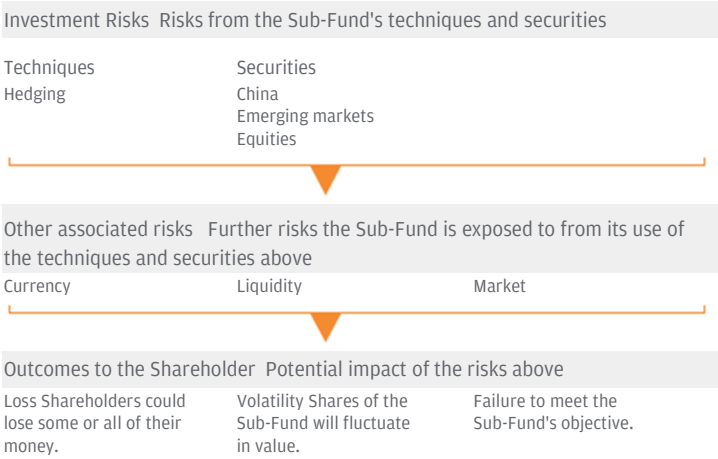 Investment Risks Risks from the Sub-Fund's techniques and securities
Techniques
Hedging
Securities
China
Emerging markets
Equities
Other associated risks Further risks the Sub-Fund is exposed to from its use of
the techniques and securities above
Currency
Liquidity
Market
Outcomes to the Shareholder Potential impact of the risks above
Loss Shareholders could
lose some or all of their
money.
Volatility Shares of the
Sub-Fund will fluctuate
in value.
Failure to meet the
Sub-Fund's objective.